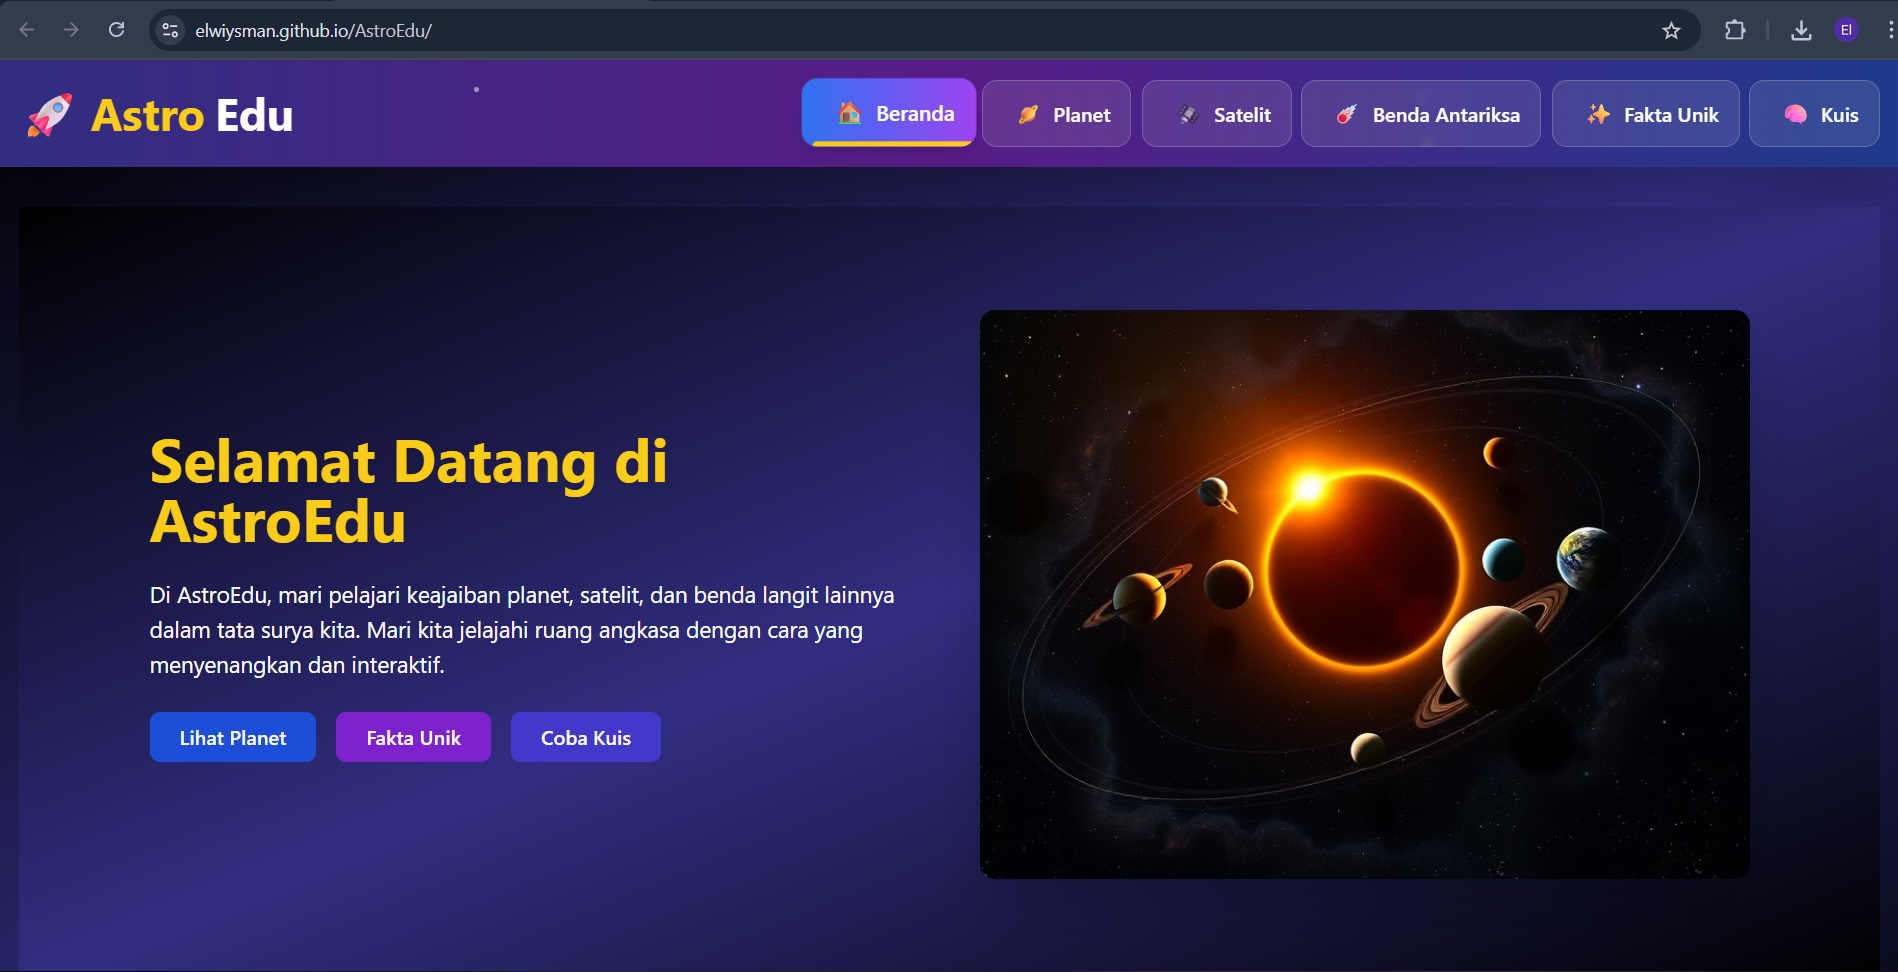 elwiysman.github.io/AstroEdu/
El
Astro Edu
Beranda
Planet
Satelit
Benda Antariksa
Fakta Unik
Kuis
Selamat Datang di
AstroEdu
Di AstroEdu, mari pelajari keajaiban planet, satelit, dan benda langit lainnya
dalam tata surya kita. Mari kita jelajahi ruang angkasa dengan cara yang
menyenangkan dan interaktif.
Lihat Planet
Fakta Unik
Coba Kuis